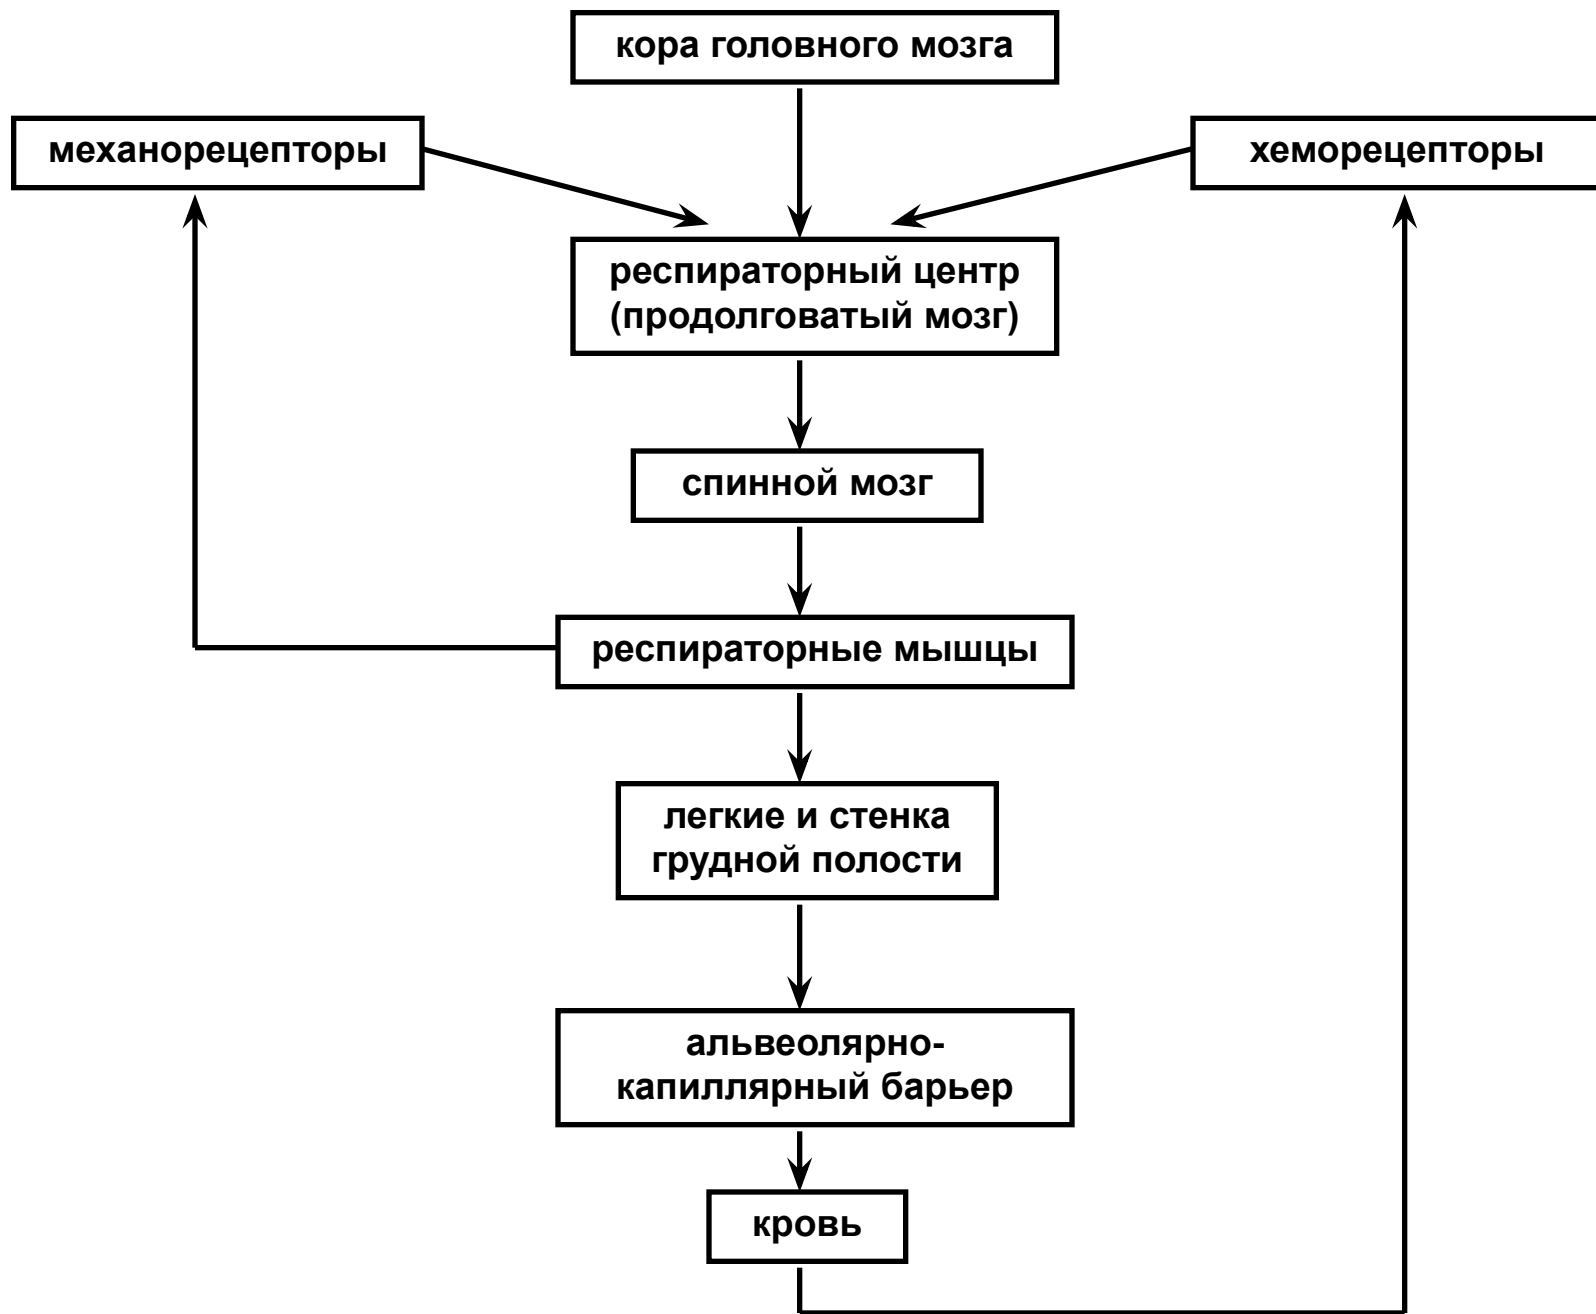 кора головного мозга
механорецепторы
хеморецепторы
респираторный центр
(продолговатый мозг)
спинной мозг
респираторные мышцы
легкие и стенка
грудной полости
альвеолярно-
капиллярный барьер
кровь